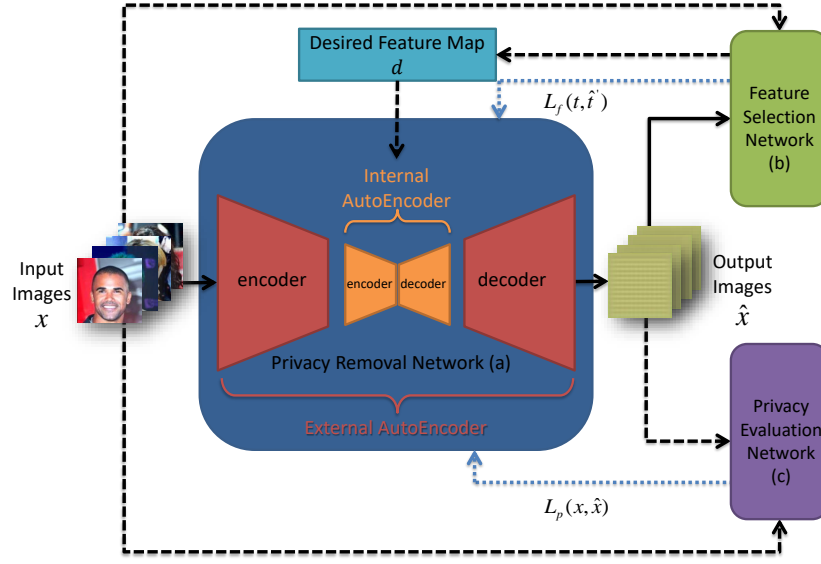 Desired Feature Map
d
L_f(t, t̂')
Feature
Selection
Network
(b)
Internal
AutoEncoder
Input
Images
x
encoder
encoder
decoder
decoder
Output
Images
x̂
Privacy Removal Network (a)
External AutoEncoder
Privacy
Evaluation
Network
(c)
L_p(x, x̂)